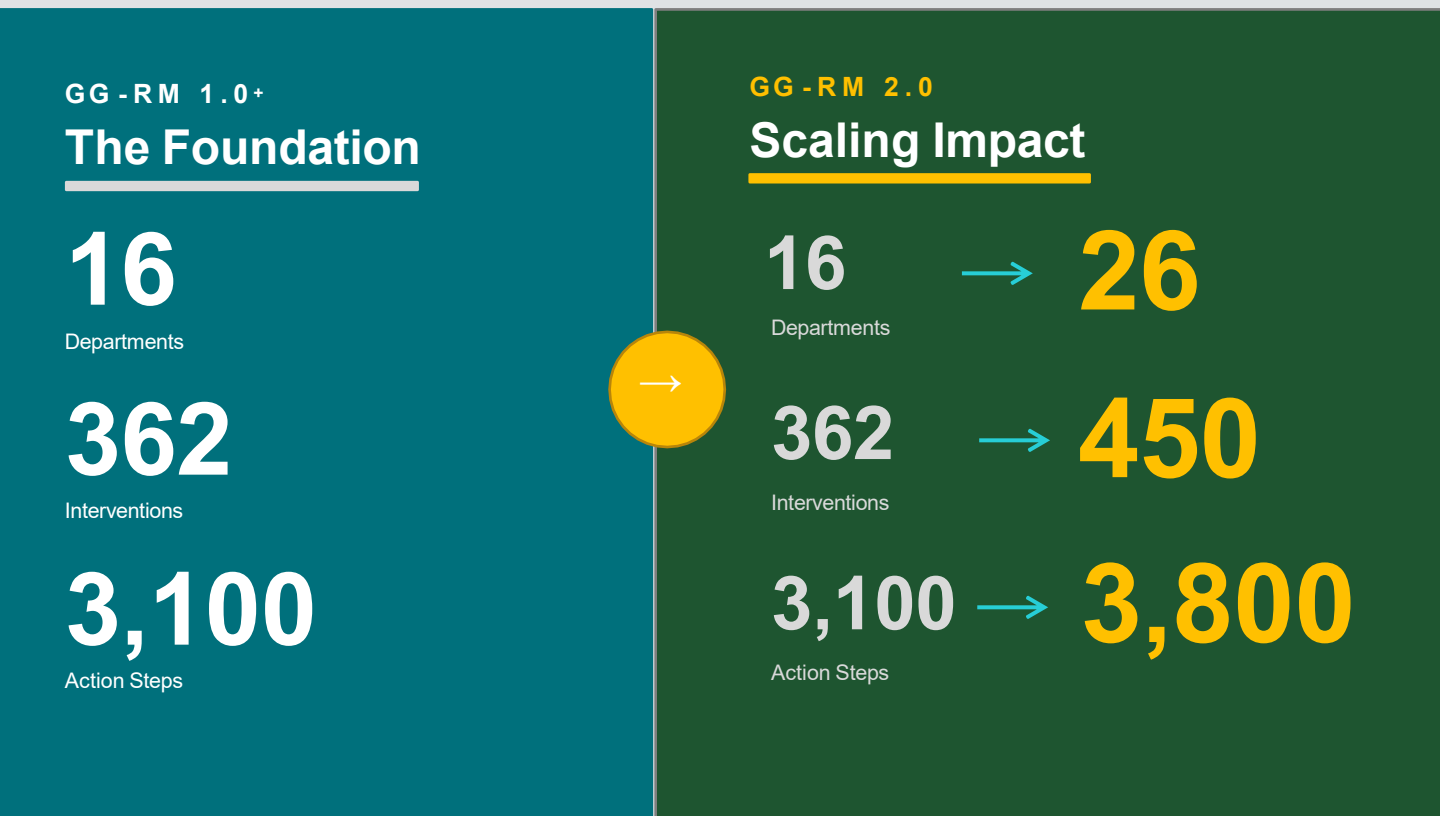 GG-RM 1.0+
The Foundation
16
Departments
362
Interventions
3,100
Action Steps
→
GG-RM 2.0
Scaling Impact
16 → 26
Departments
362 → 450
Interventions
3,100 → 3,800
Action Steps